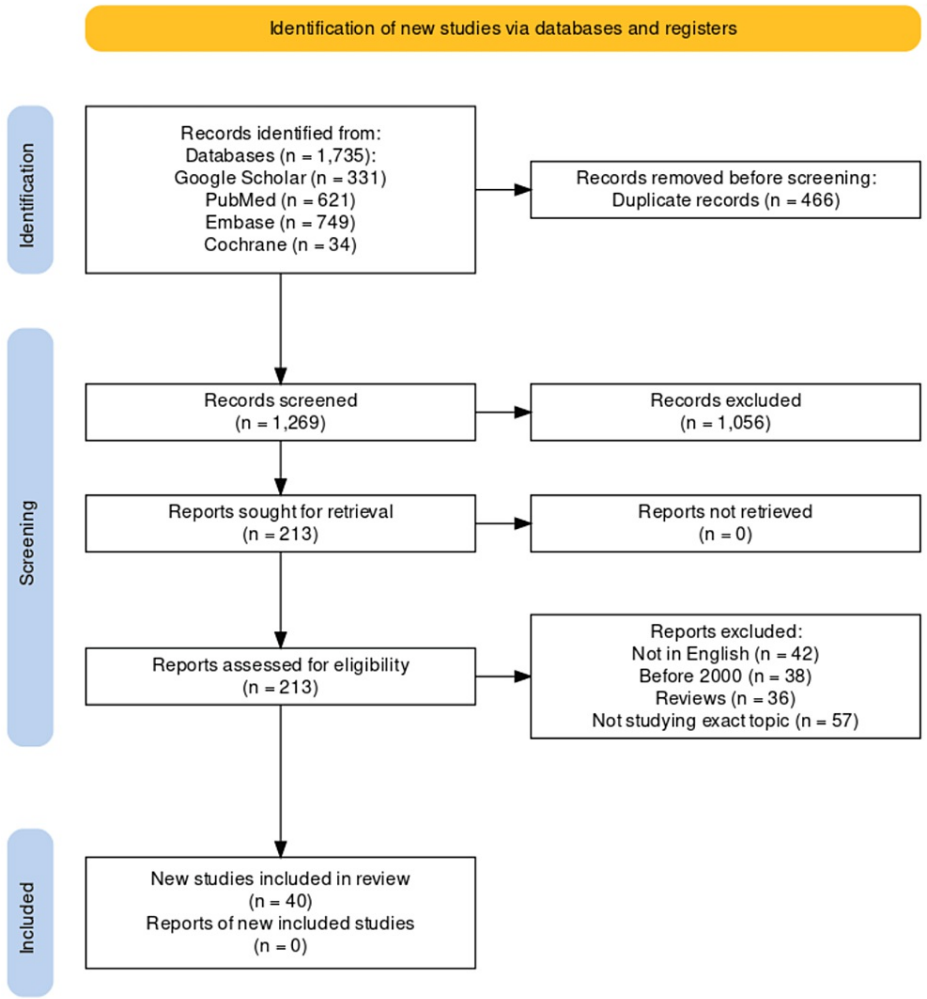 Identification of new studies via databases and registers
Identification
Records identified from:
Databases (n = 1,735):
Google Scholar (n = 331)
PubMed (n = 621)
Embase (n = 749)
Cochrane (n = 34)
Records removed before screening:
Duplicate records (n = 466)
Screening
Records screened
(n = 1,269)
Records excluded
(n = 1,056)
Reports sought for retrieval
(n = 213)
Reports not retrieved
(n = 0)
Reports assessed for eligibility
(n = 213)
Reports excluded:
Not in English (n = 42)
Before 2000 (n = 38)
Reviews (n = 36)
Not studying exact topic (n = 57)
Included
New studies included in review
(n = 40)
Reports of new included studies
(n = 0)